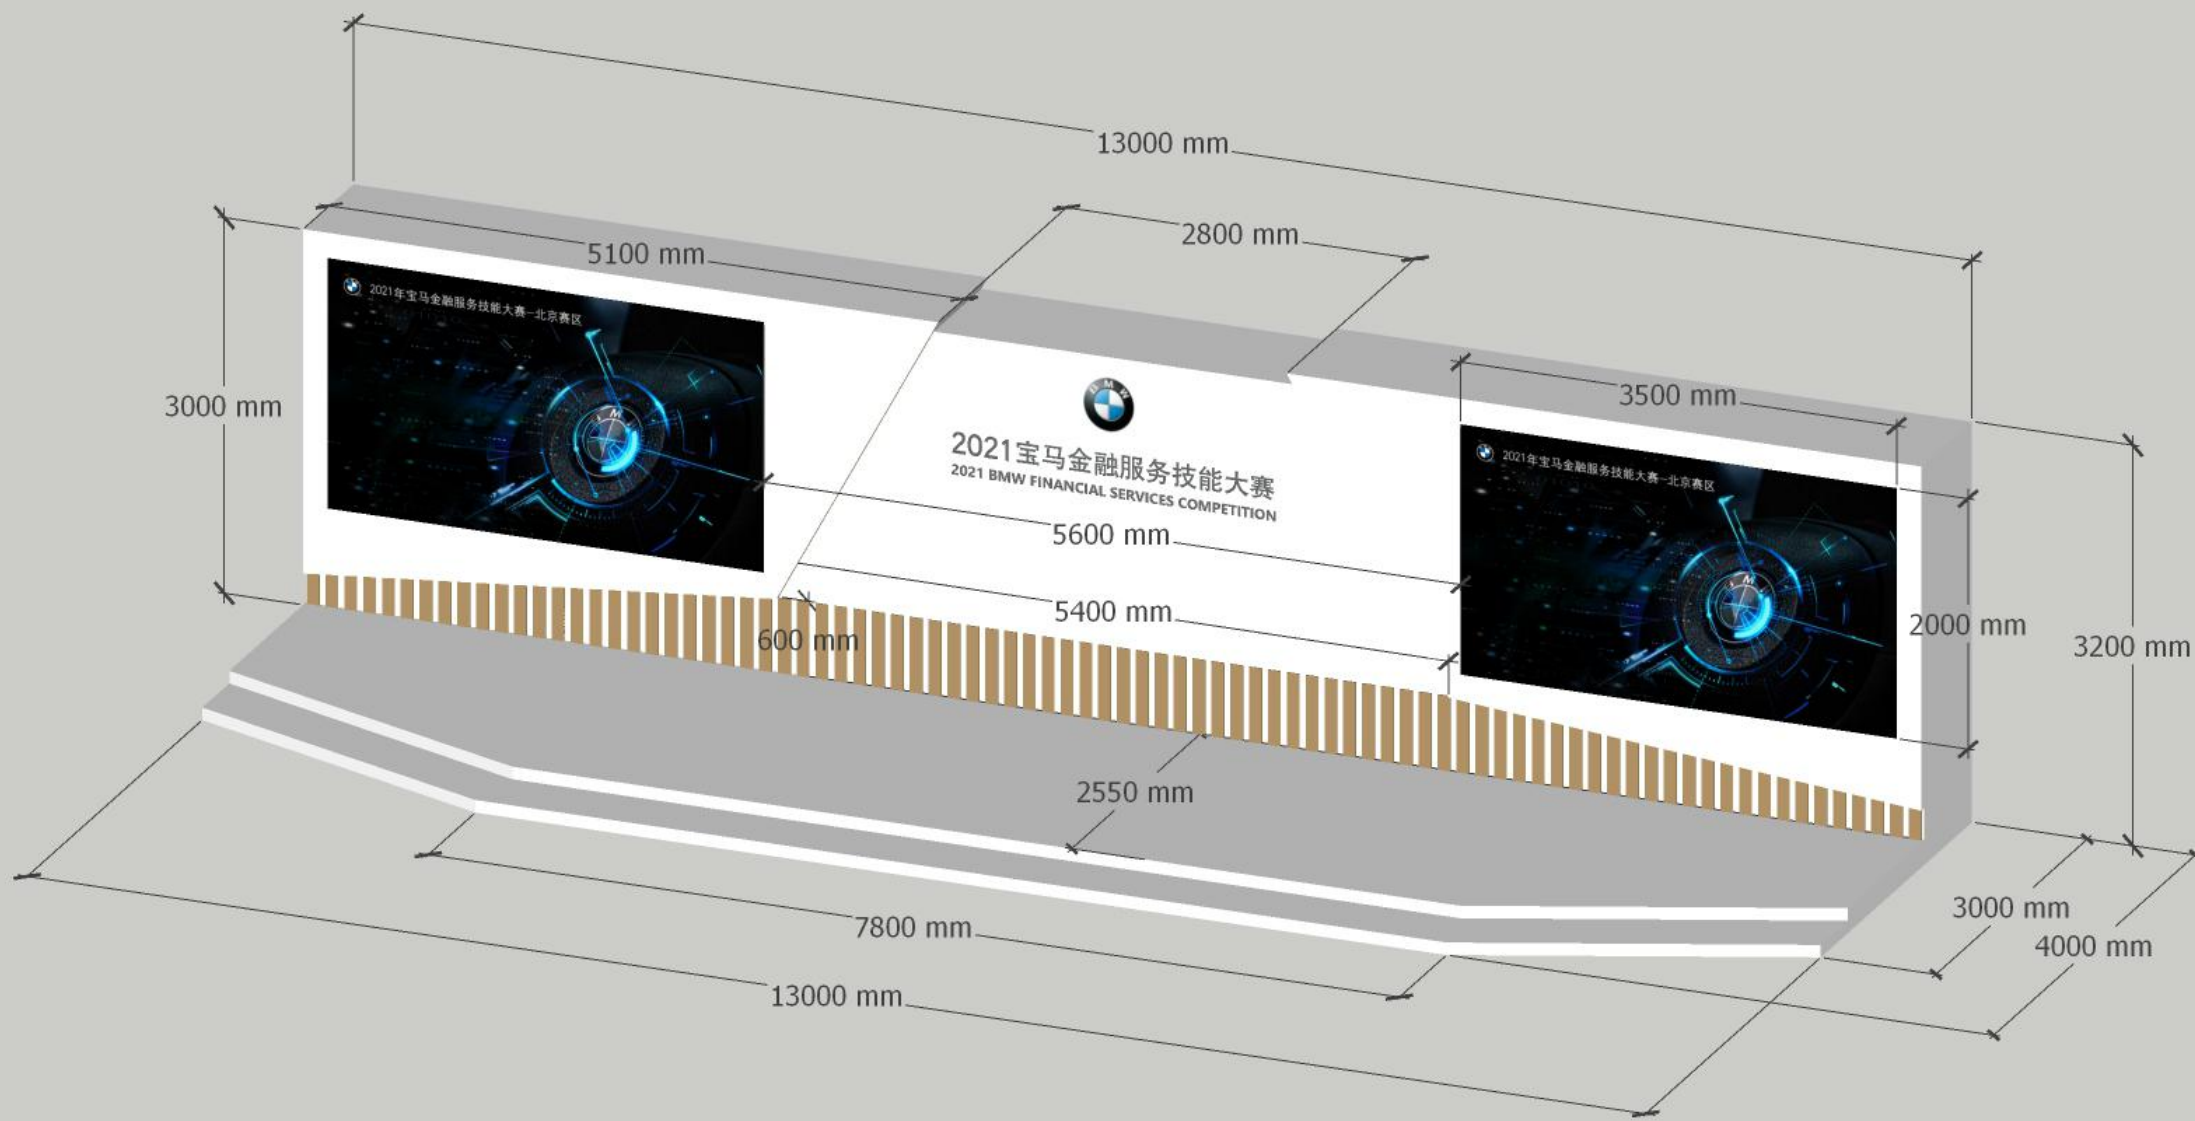 13000 mm
2800 mm
5100 mm
3000 mm
2021年宝马金融服务技能大赛-北京赛区
BMW
2021宝马金融服务技能大赛
2021 BMW FINANCIAL SERVICES COMPETITION
3500 mm
2021年宝马金融服务技能大赛-北京赛区
M
M
5600 mm
5400 mm
600 mm
2000 mm
3200 mm
2550 mm
7800 mm
13000 mm
3000 mm
4000 mm